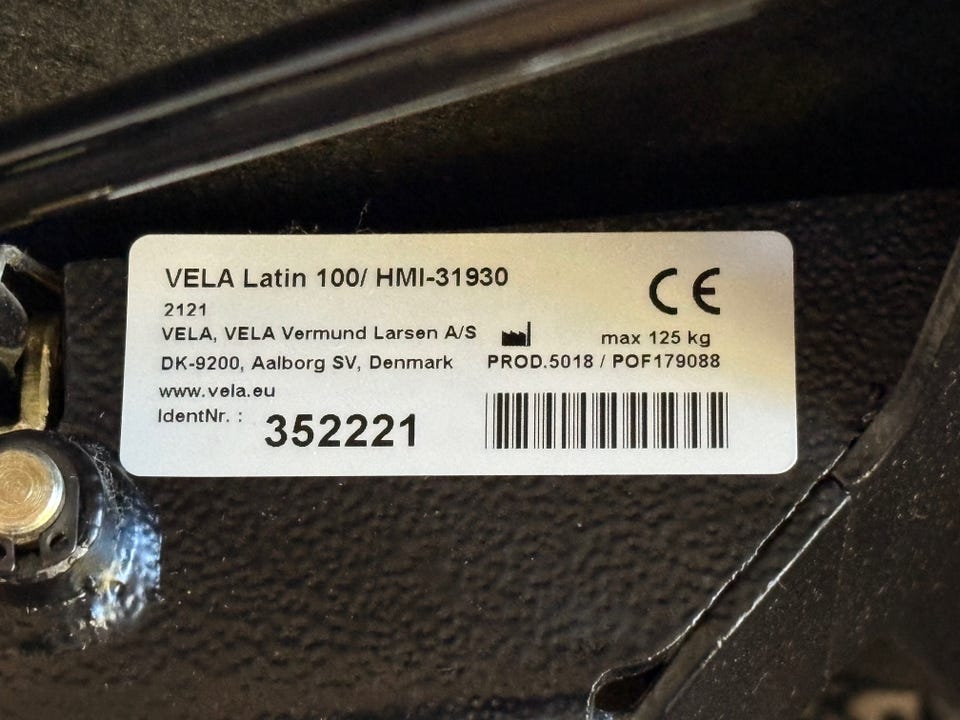 VELA Latin 100/ HMI-31930
CE
2121
VELA, VELA Vermund Larsen A/S
max 125 kg
DK-9200, Aalborg SV, Denmark
PROD.5018 / POF179088
www.vela.eu
IdentNr. : 352221